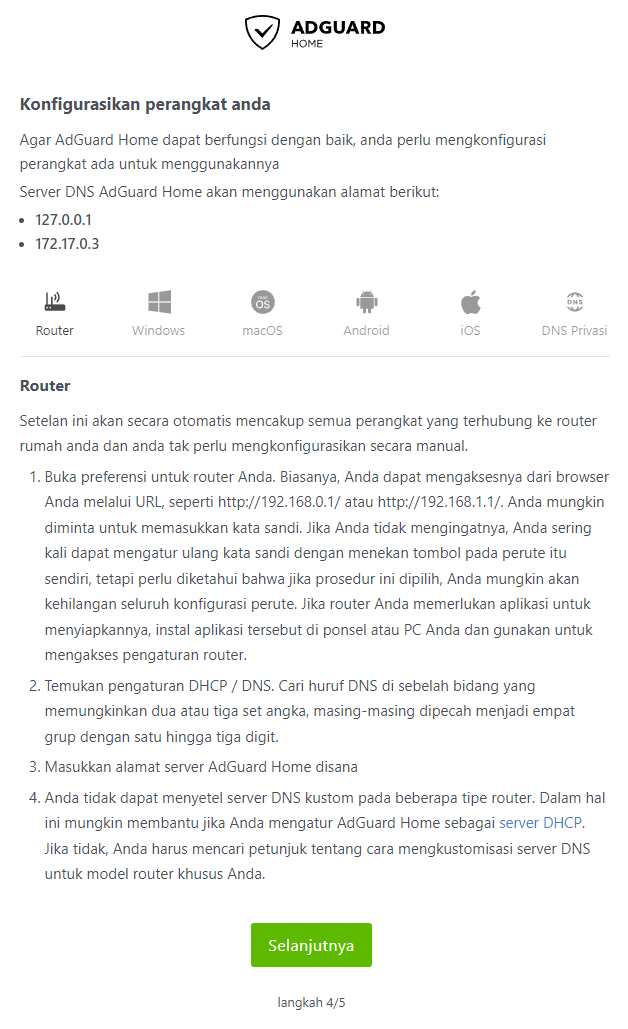 ADGUARD
HOME
Konfigurasikan perangkat anda
Agar AdGuard Home dapat berfungsi dengan baik, anda perlu mengkonfigurasi
perangkat ada untuk menggunakannya
Server DNS AdGuard Home akan menggunakan alamat berikut:
• 127.0.0.1
• 172.17.0.3
macOS
DNS
Router Windows macOS Android iOS DNS Privasi
Router
Setelan ini akan secara otomatis mencakup semua perangkat yang terhubung ke router
rumah anda dan anda tak perlu mengkonfigurasikan secara manual.
1. Buka preferensi untuk router Anda. Biasanya, Anda dapat mengaksesnya dari browser
Anda melalui URL, seperti http://192.168.0.1/ atau http://192.168.1.1/. Anda mungkin
diminta untuk memasukkan kata sandi. Jika Anda tidak mengingatnya, Anda sering
kali dapat mengatur ulang kata sandi dengan menekan tombol pada perute itu
sendiri, tetapi perlu diketahui bahwa jika prosedur ini dipilih, Anda mungkin akan
kehilangan seluruh konfigurasi perute. Jika router Anda memerlukan aplikasi untuk
menyiapkannya, instal aplikasi tersebut di ponsel atau PC Anda dan gunakan untuk
mengakses pengaturan router.
2. Temukan pengaturan DHCP / DNS. Cari huruf DNS di sebelah bidang yang
memungkinkan dua atau tiga set angka, masing-masing dipecah menjadi empat
grup dengan satu hingga tiga digit.
3. Masukkan alamat server AdGuard Home disana
4. Anda tidak dapat menyetel server DNS kustom pada beberapa tipe router. Dalam hal
ini mungkin membantu jika Anda mengatur AdGuard Home sebagai server DHCP.
Jika tidak, Anda harus mencari petunjuk tentang cara mengkustomisasi server DNS
untuk model router khusus Anda.
Selanjutnya
langkah 4/5